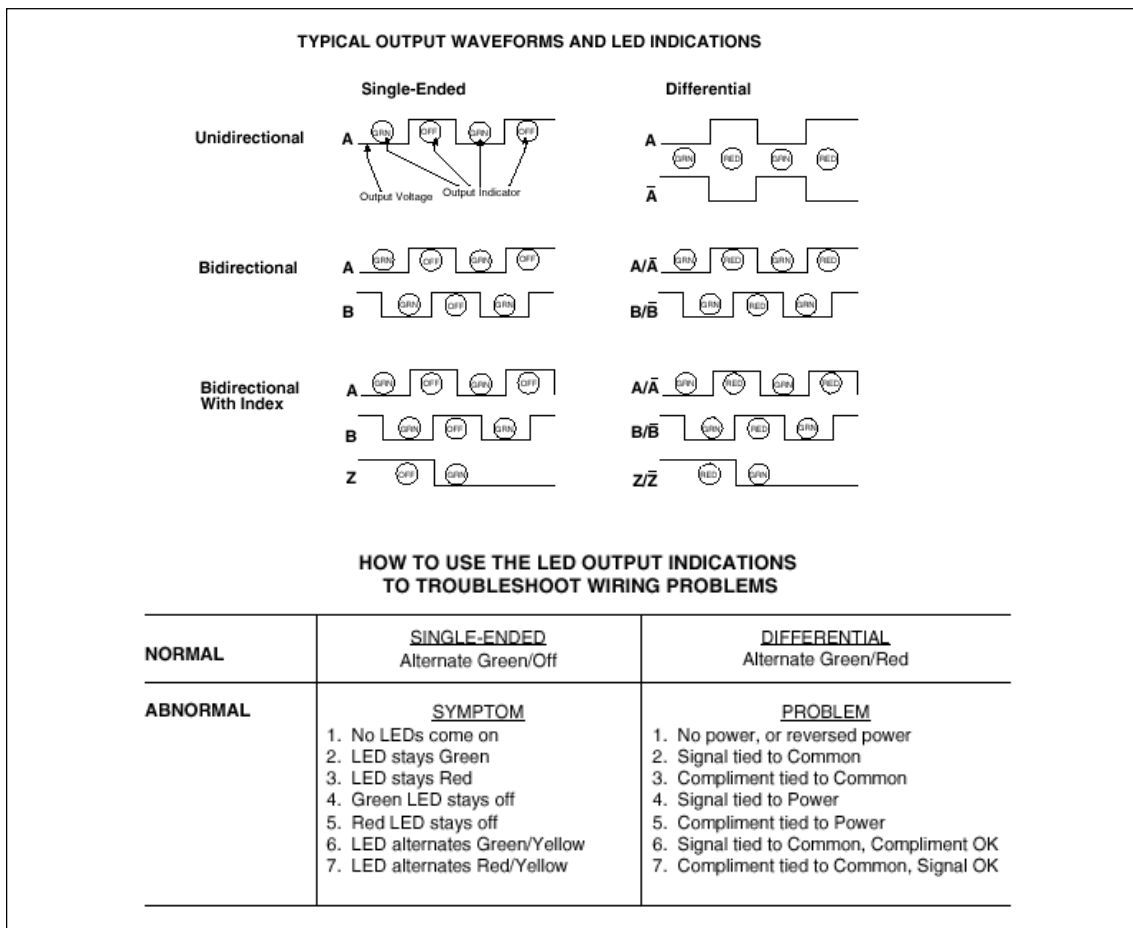 TYPICAL OUTPUT WAVEFORMS AND LED INDICATIONS
Single-Ended Differential
Unidirectional
A GRN OFF GRN OFF
Output Voltage Output Indicator
A
GRN RED GRN RED
A̅
Bidirectional
A GRN OFF GRN OFF
B GRN OFF GRN
A/A̅ GRN RED GRN RED
B/B̅ GRN RED GRN
Bidirectional
With Index
A GRN OFF GRN OFF
B GRN OFF GRN
Z OFF GRN
A/A̅ GRN RED GRN RED
B/B̅ GRN RED GRN
Z/Z̅ RED GRN
HOW TO USE THE LED OUTPUT INDICATIONS
TO TROUBLESHOOT WIRING PROBLEMS
NORMAL
SINGLE-ENDED
Alternate Green/Off
DIFFERENTIAL
Alternate Green/Red
ABNORMAL
SYMPTOM
1. No LEDs come on
2. LED stays Green
3. LED stays Red
4. Green LED stays off
5. Red LED stays off
6. LED alternates Green/Yellow
7. LED alternates Red/Yellow
PROBLEM
1. No power, or reversed power
2. Signal tied to Common
3. Compliment tied to Common
4. Signal tied to Power
5. Compliment tied to Power
6. Signal tied to Common, Compliment OK
7. Compliment tied to Common, Signal OK